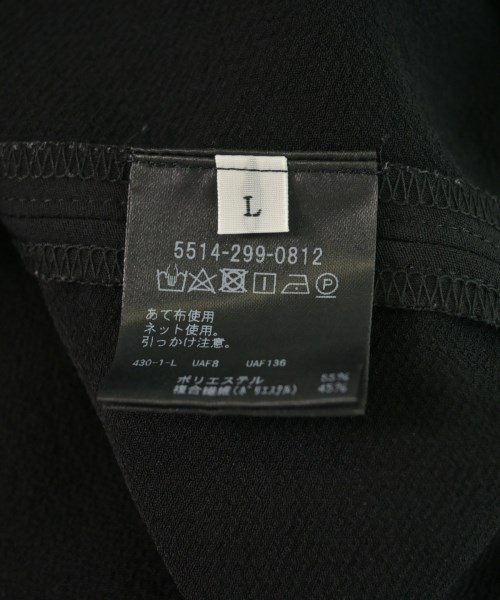 L
5514-299-0812
P
あて布使用
ネット使用。
引っかけ注意。
430-1-L UAF8 UAF136
ポリエステル 55%
複合繊維(ポリエステル) 45%